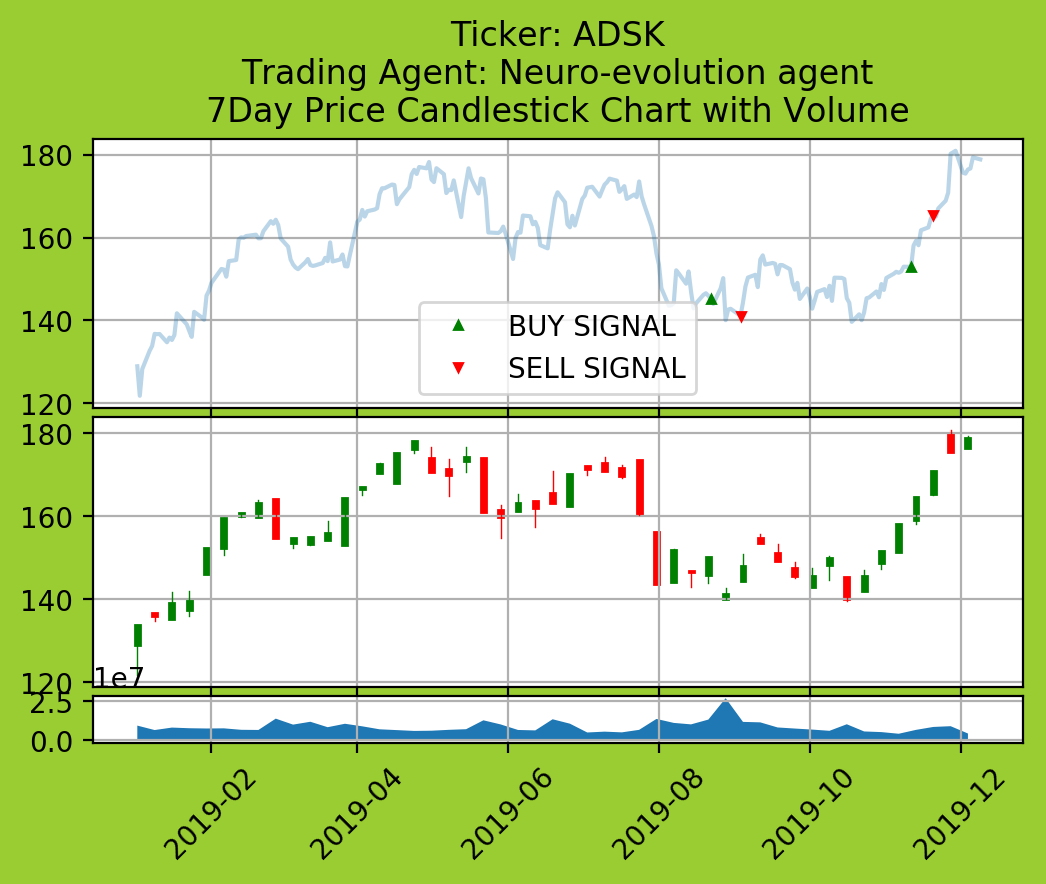 Ticker: ADSK
Trading Agent: Neuro-evolution agent
7Day Price Candlestick Chart with Volume
180
160
140
120
BUY SIGNAL
SELL SIGNAL
180
160
140
120
1e7
2.5
0.0
2019-02
2019-04
2019-06
2019-08
2019-10
2019-12